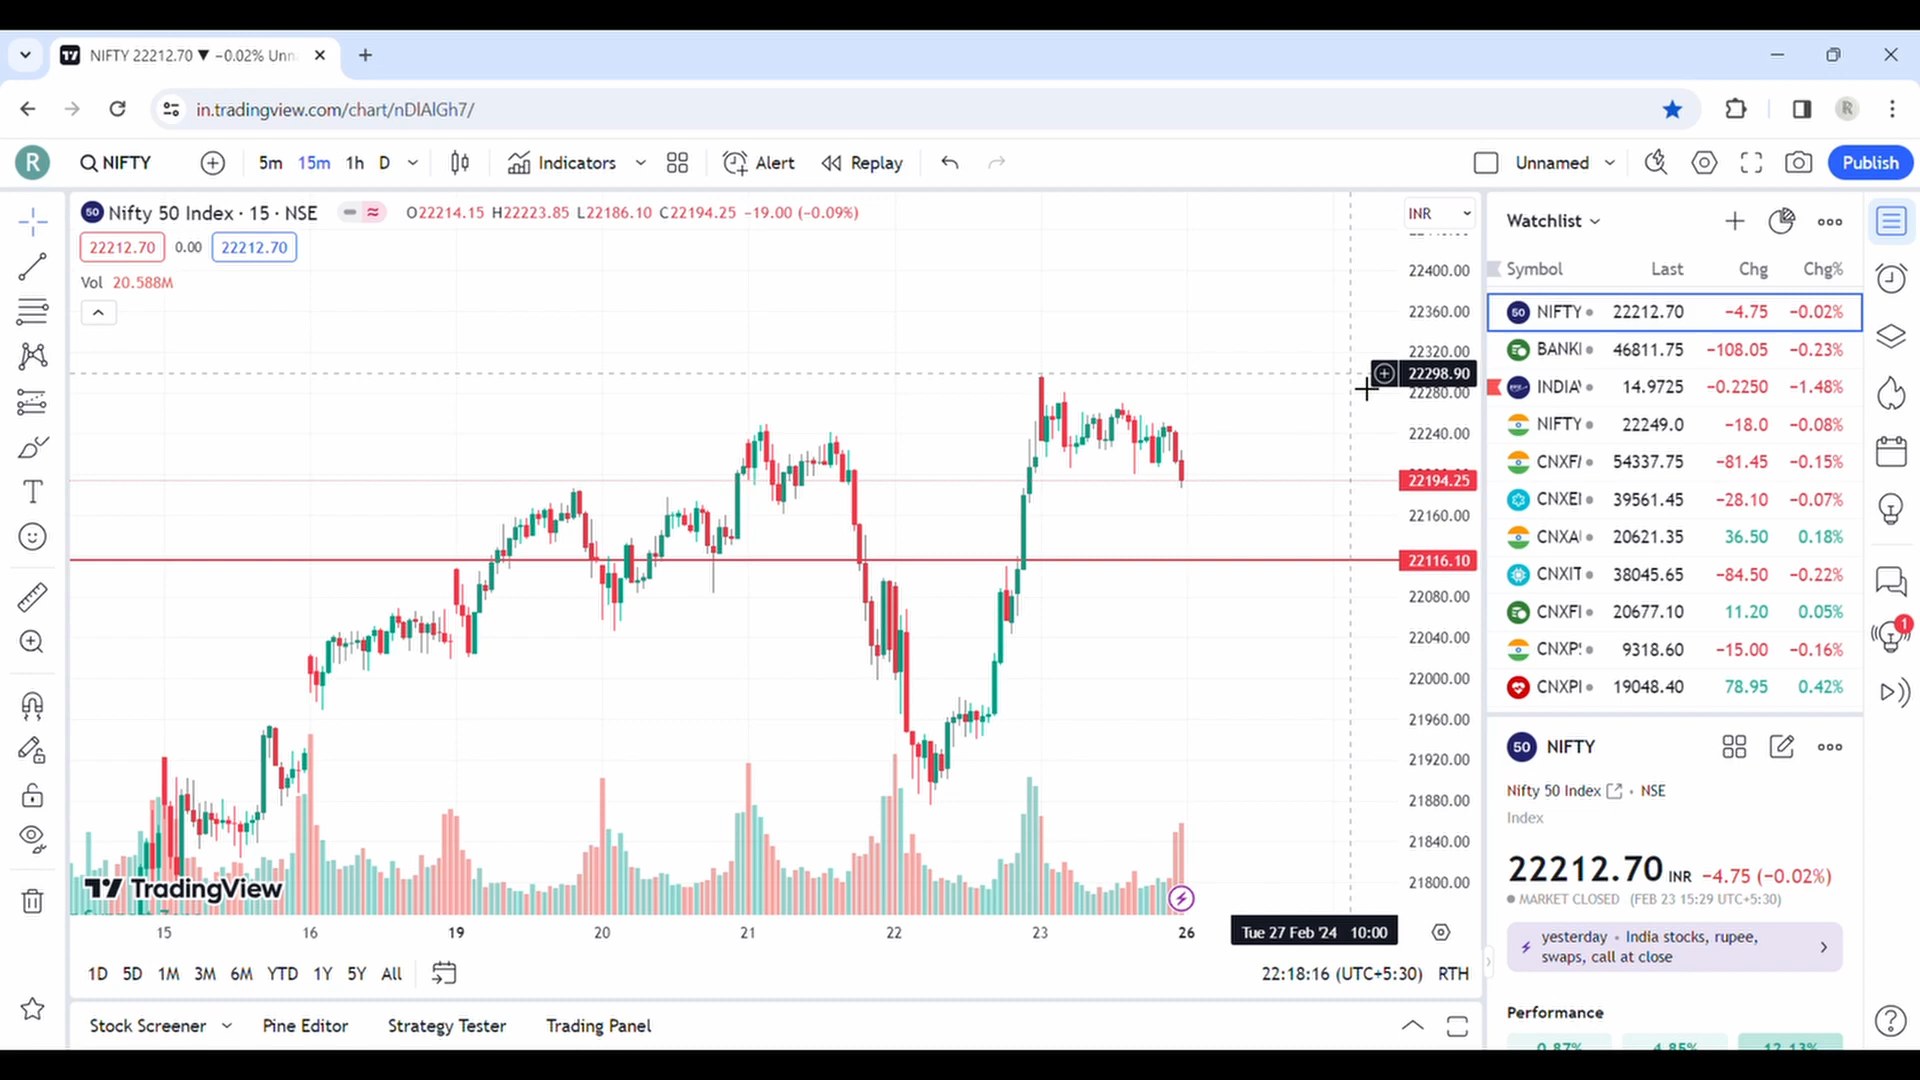 NIFTY 22212.70 ▼ −0.02% Unn
in.tradingview.com/chart/nDlAlGh7/
R
R NIFTY 5m 15m 1h D Indicators Alert Replay Unnamed Publish
50 Nifty 50 Index · 15 · NSE O22214.15 H22223.85 L22186.10 C22194.25 −19.00 (−0.09%)
INR
22212.70 0.00 22212.70
Vol 20.588M
22400.00
22360.00
22320.00
22298.90
22280.00
22240.00
22194.25
22160.00
22116.10
22080.00
22040.00
22000.00
21960.00
21920.00
21880.00
21840.00
21800.00
TradingView
15 16 19 20 21 22 23 26
Tue 27 Feb '24 10:00
1D 5D 1M 3M 6M YTD 1Y 5Y All
22:18:16 (UTC+5:30) RTH
Stock Screener Pine Editor Strategy Tester Trading Panel
Watchlist
Symbol Last Chg Chg%
50 NIFTY 22212.70 −4.75 −0.02%
BANKI 46811.75 −108.05 −0.23%
14.9725 −0.2250 −1.48%
NIFTY 22249.0 −18.0 −0.08%
54337.75 −81.45 −0.15%
39561.45 −28.10 −0.07%
20621.35 36.50 0.18%
CNXIT 38045.65 −84.50 −0.22%
20677.10 11.20 0.05%
9318.60 −15.00 −0.16%
19048.40 78.95 0.42%
1
50 NIFTY
Nifty 50 Index • NSE
Index
22212.70 INR −4.75 (−0.02%)
MARKET CLOSED (FEB 23 15:29 UTC+5:30)
yesterday • India stocks, rupee,
swaps, call at close
Performance
0.87% 4.85% 12.13%